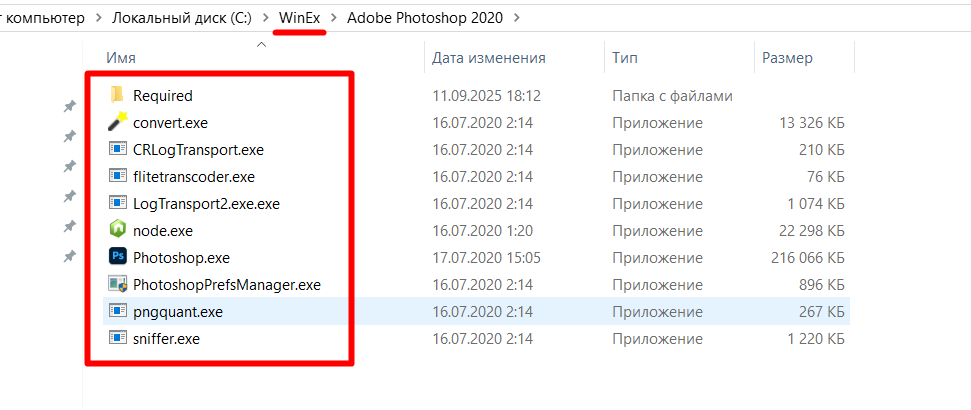 т компьютер > Локальный диск (C:) > WinEx > Adobe Photoshop 2020 >
Имя Дата изменения Тип Размер
Required 11.09.2025 18:12 Папка с файлами
convert.exe 16.07.2020 2:14 Приложение 13 326 КБ
CRLogTransport.exe 16.07.2020 2:14 Приложение 210 КБ
flitetranscoder.exe 16.07.2020 2:14 Приложение 76 КБ
LogTransport2.exe.exe 16.07.2020 2:14 Приложение 1 074 КБ
node.exe 16.07.2020 1:20 Приложение 22 298 КБ
Ps Photoshop.exe 17.07.2020 15:05 Приложение 216 066 КБ
PhotoshopPrefsManager.exe 16.07.2020 2:14 Приложение 896 КБ
pngquant.exe 16.07.2020 2:14 Приложение 267 КБ
sniffer.exe 16.07.2020 2:14 Приложение 1 220 КБ